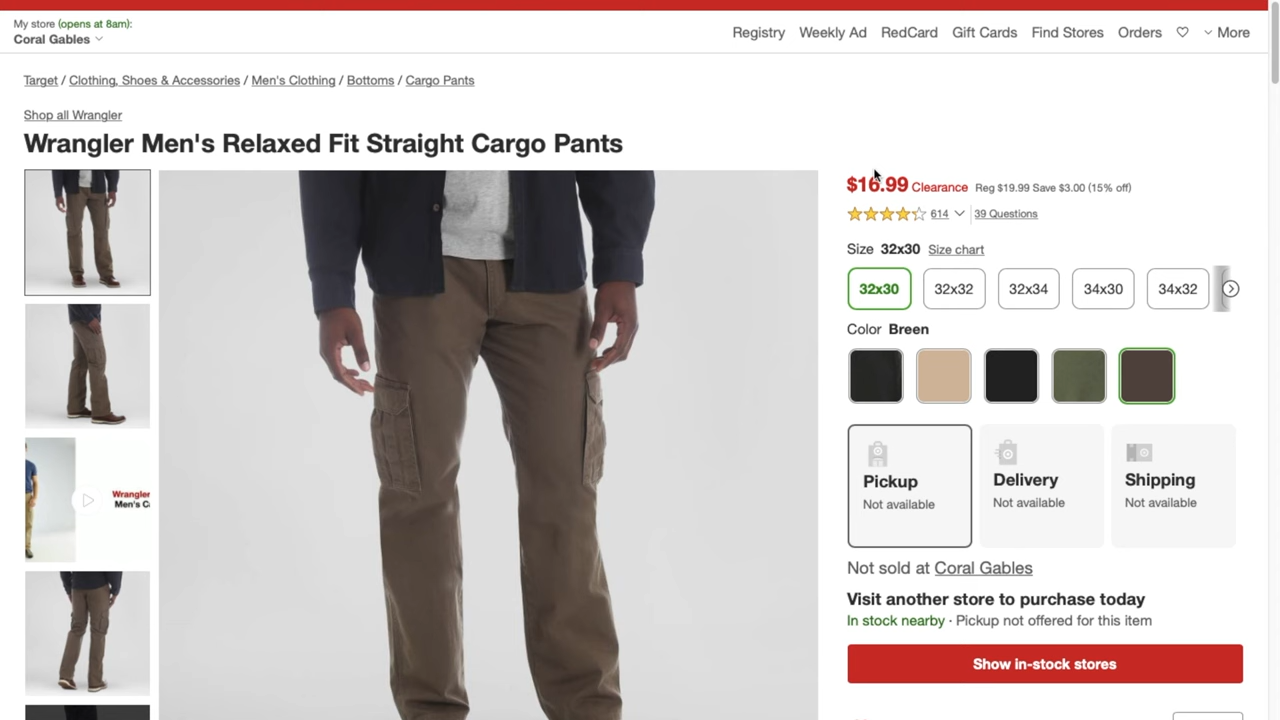 My store (opens at 8am):
Coral Gables
Registry Weekly Ad RedCard Gift Cards Find Stores Orders More
Target / Clothing, Shoes & Accessories / Men's Clothing / Bottoms / Cargo Pants
Shop all Wrangler
Wrangler Men's Relaxed Fit Straight Cargo Pants
$16.99 Clearance Reg $19.99 Save $3.00 (15% off)
614 39 Questions
Size 32x30 Size chart
32x30 32x32 32x34 34x30 34x32
Color Breen
Pickup
Not available
Delivery
Not available
Shipping
Not available
Wrangler
Men's C
Not sold at Coral Gables
Visit another store to purchase today
In stock nearby · Pickup not offered for this item
Show in-stock stores